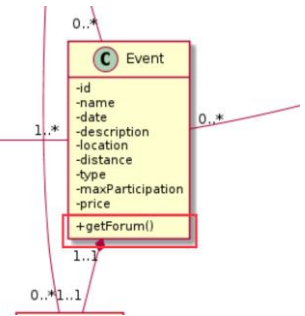 0..*
C Event
-id
-name
-date
-description
-location
-distance
-type
-maxParticipation
-price
+getForum()
0..*
1..*
1..1
0..*1..1